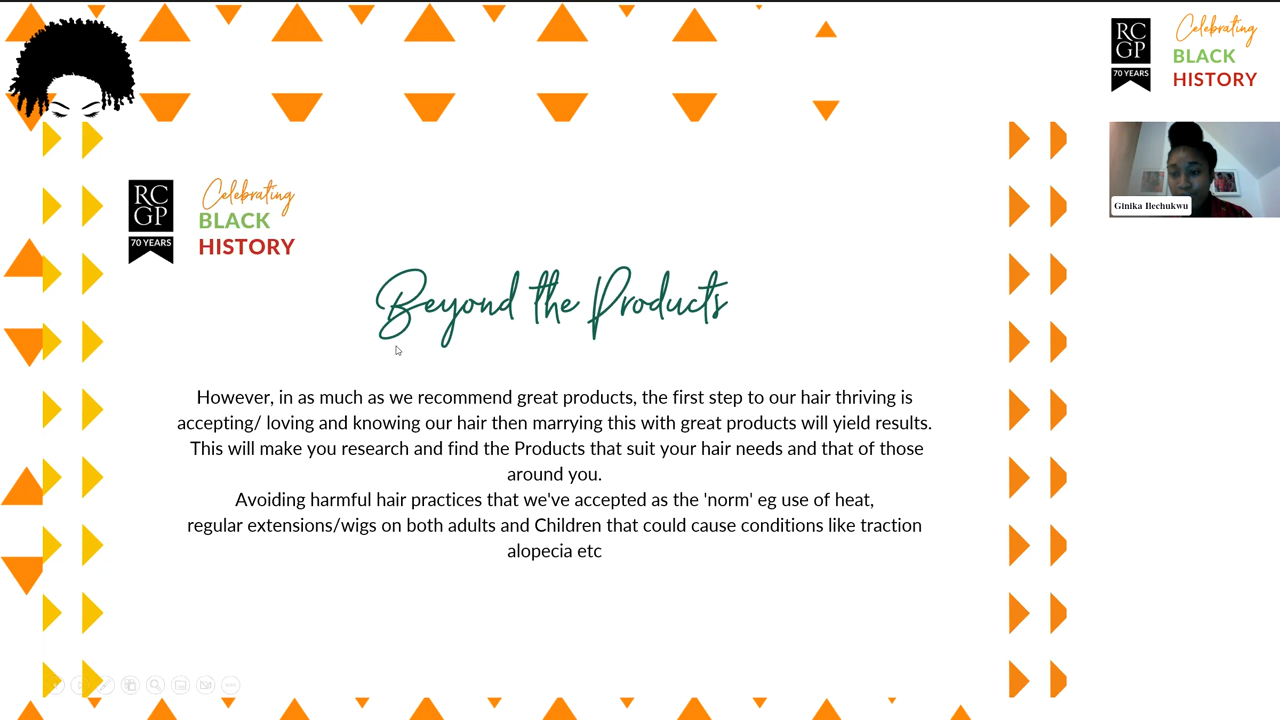 RC
GP
70 YEARS
Celebrating
BLACK
HISTORY
Ginika Ilechukwu
RC
GP
70 YEARS
Celebrating
BLACK
HISTORY
Beyond the Products
However, in as much as we recommend great products, the first step to our hair thriving is
accepting/ loving and knowing our hair then marrying this with great products will yield results.
This will make you research and find the Products that suit your hair needs and that of those
around you.
Avoiding harmful hair practices that we've accepted as the 'norm' eg use of heat,
regular extensions/wigs on both adults and Children that could cause conditions like traction
alopecia etc